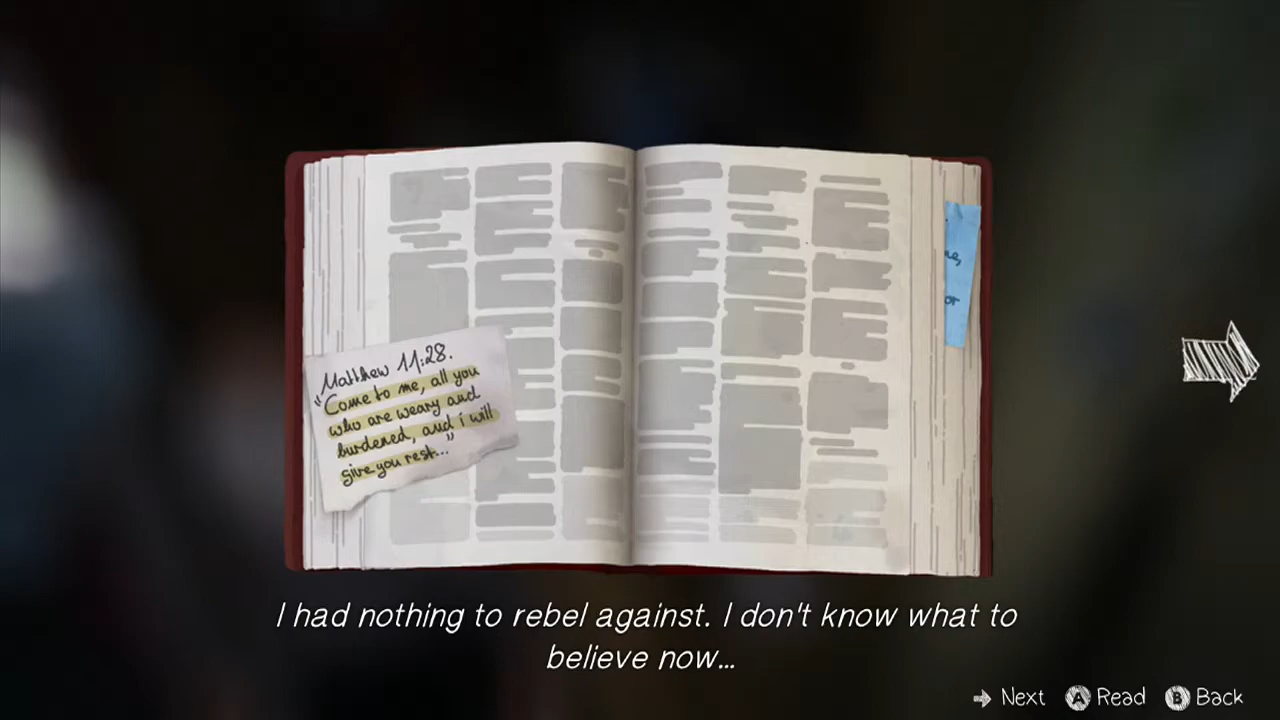 Matthew 11:28.
"Come to me, all you
who are weary and
burdened, and i will
give you rest..."
or
I had nothing to rebel against. I don't know what to
believe now...
Next A Read B Back